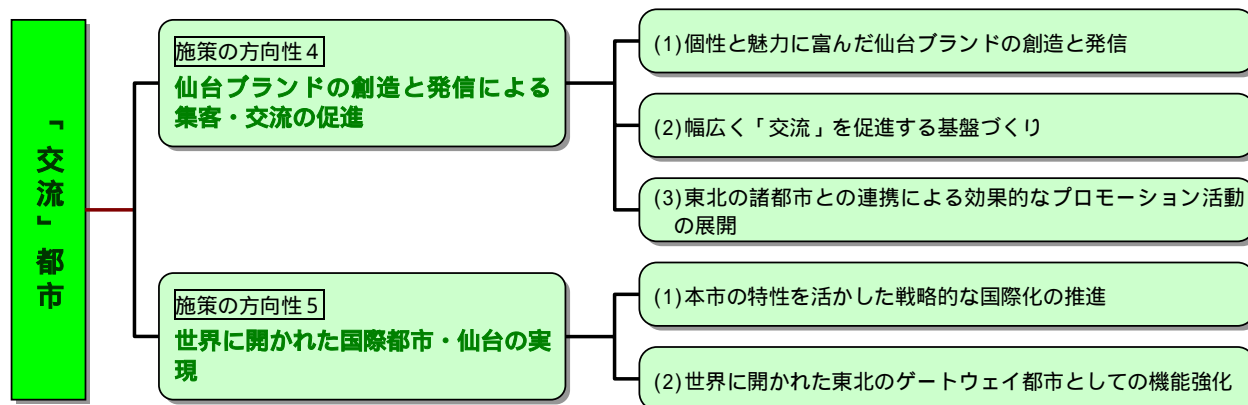 「交流」都市
施策の方向性4
仙台ブランドの創造と発信による
集客・交流の促進
(1)個性と魅力に富んだ仙台ブランドの創造と発信
(2)幅広く「交流」を促進する基盤づくり
(3)東北の諸都市との連携による効果的なプロモーション活動
の展開
施策の方向性5
世界に開かれた国際都市・仙台の実
現
(1)本市の特性を活かした戦略的な国際化の推進
(2)世界に開かれた東北のゲートウェイ都市としての機能強化